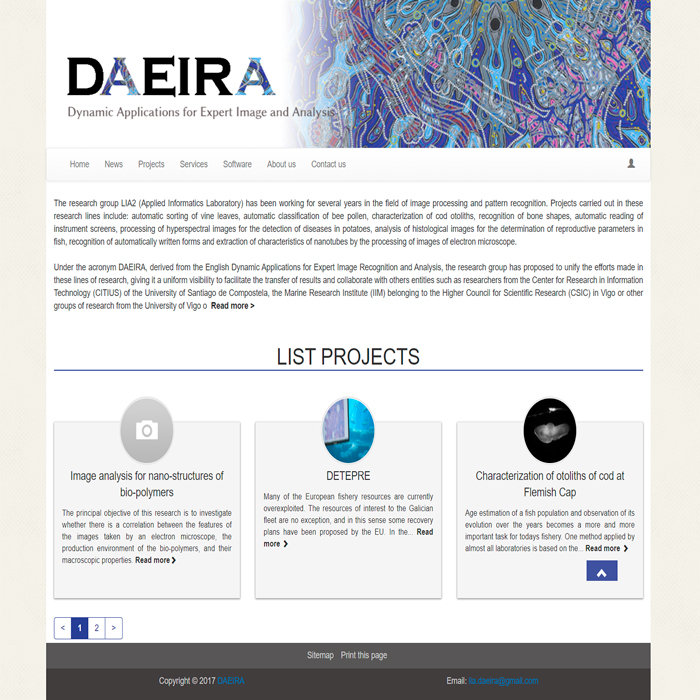 DAEIRA
Dynamic Applications for Expert Image and Analysis
Home News Projects Services Software About us Contact us
The research group LIA2 (Applied Informatics Laboratory) has been working for several years in the field of image processing and pattern recognition. Projects carried out in these
research lines include: automatic sorting of vine leaves, automatic classification of bee pollen, characterization of cod otoliths, recognition of bone shapes, automatic reading of
instrument screens, processing of hyperspectral images for the detection of diseases in potatoes, analysis of histological images for the determination of reproductive parameters in
fish, recognition of automatically written forms and extraction of characteristics of nanotubes by the processing of images of electron microscope.
Under the acronym DAEIRA, derived from the English Dynamic Applications for Expert Image Recognition and Analysis, the research group has proposed to unify the efforts made in
these lines of research, giving it a uniform visibility to facilitate the transfer of results and collaborate with others entities such as researchers from the Center for Research in Information
Technology (CITIUS) of the University of Santiago de Compostela, the Marine Research Institute (IIM) belonging to the Higher Council for Scientific Research (CSIC) in Vigo or other
groups of research from the University of Vigo o Read more >
LIST PROJECTS
Image analysis for nano-structures of
bio-polymers
The principal objective of this research is to investigate
whether there is a correlation between the features of
the images taken by an electron microscope, the
production environment of the bio-polymers, and their
macroscopic properties. Read more
DETEPRE
Many of the European fishery resources are currently
overexploited. The resources of interest to the Galician
fleet are no exception, and in this sense some recovery
plans have been proposed by the EU. In the... Read
more
Characterization of otoliths of cod at
Flemish Cap
Age estimation of a fish population and observation of its
evolution over the years becomes a more and more
important task for todays fishery. One method applied by
almost all laboratories is based on the... Read more
< 1 2 >
Sitemap Print this page
Copyright © 2017 DAEIRA Email: lia.daeira@gmail.com